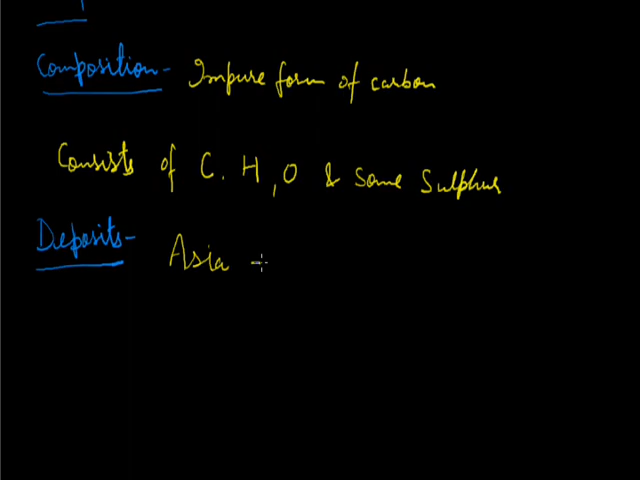 Composition- Impure form of carbon
Consists of C. H, O & some Sulphur
Deposits- Asia -